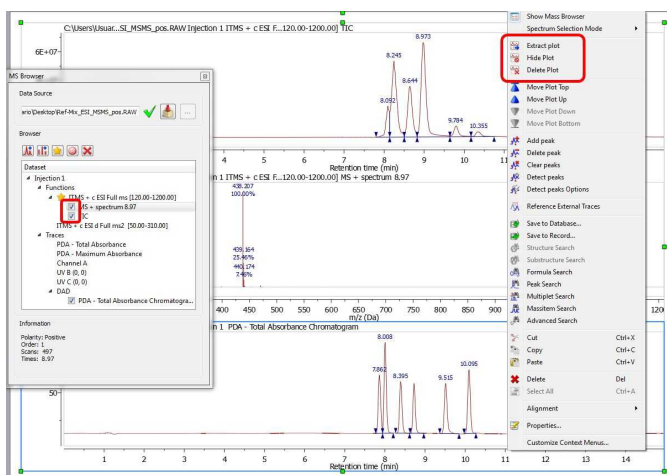 C:\Users\Usuar...SI_MSMS_pos.RAW Injection 1 ITMS + c ESI F...120.00-1200.00] TIC
6E+07
8.092
8.245
8.644
8.973
9.784
10.355
4 5 6 7 8 9 10 11
Retention time (min)
MS Browser
Data Source
ario\Desktop\Ref-Mix_ESI_MSMS_pos.RAW
...
Browser
Dataset
Injection 1
Functions
ITMS + c ESI Full ms [120.00-1200.00]
MS + spectrum 8.97
TIC
ITMS + c ESI d Full ms2 [50.00-310.00]
Traces
PDA - Total Absorbance
PDA - Maximum Absorbance
Channel A
UV B (0, 0)
UV C (0, 0)
DAD
PDA - Total Absorbance Chromatogra...
Information
Polarity: Positive
Order: 1
Scans: 497
Times: 8.97
n 1 ITMS + c ESI F...120.00-1200.00] MS + spectrum 8.97
438.207
100.00%
439.164
25.46%
440.174
7.46%
400 450 500 550 600 650 700 750 800 850 900
m/z (Da)
1200
n 1 PDA - Total Absorbance Chromatogram
50
7.862
8.008
8.395
9.515
10.095
1 2 3 4 5 6 7 8 9 10 11 12 13 14
Retention time (min)
Show Mass Browser
Spectrum Selection Mode
Extract plot
Hide Plot
Delete Plot
Move Plot Top
Move Plot Up
Move Plot Down
Move Plot Bottom
Add peak
Delete peak
Clear peaks
Detect peaks
Detect peaks Options
Reference External Traces
Save to Database...
Save to Record...
Structure Search
Substructure Search
Formula Search
Peak Search
Multiplet Search
Massitem Search
Advanced Search
Cut Ctrl+X
Copy Ctrl+C
Paste Ctrl+V
Delete Del
Select All Ctrl+A
Alignment
Properties...
Customize Context Menus...